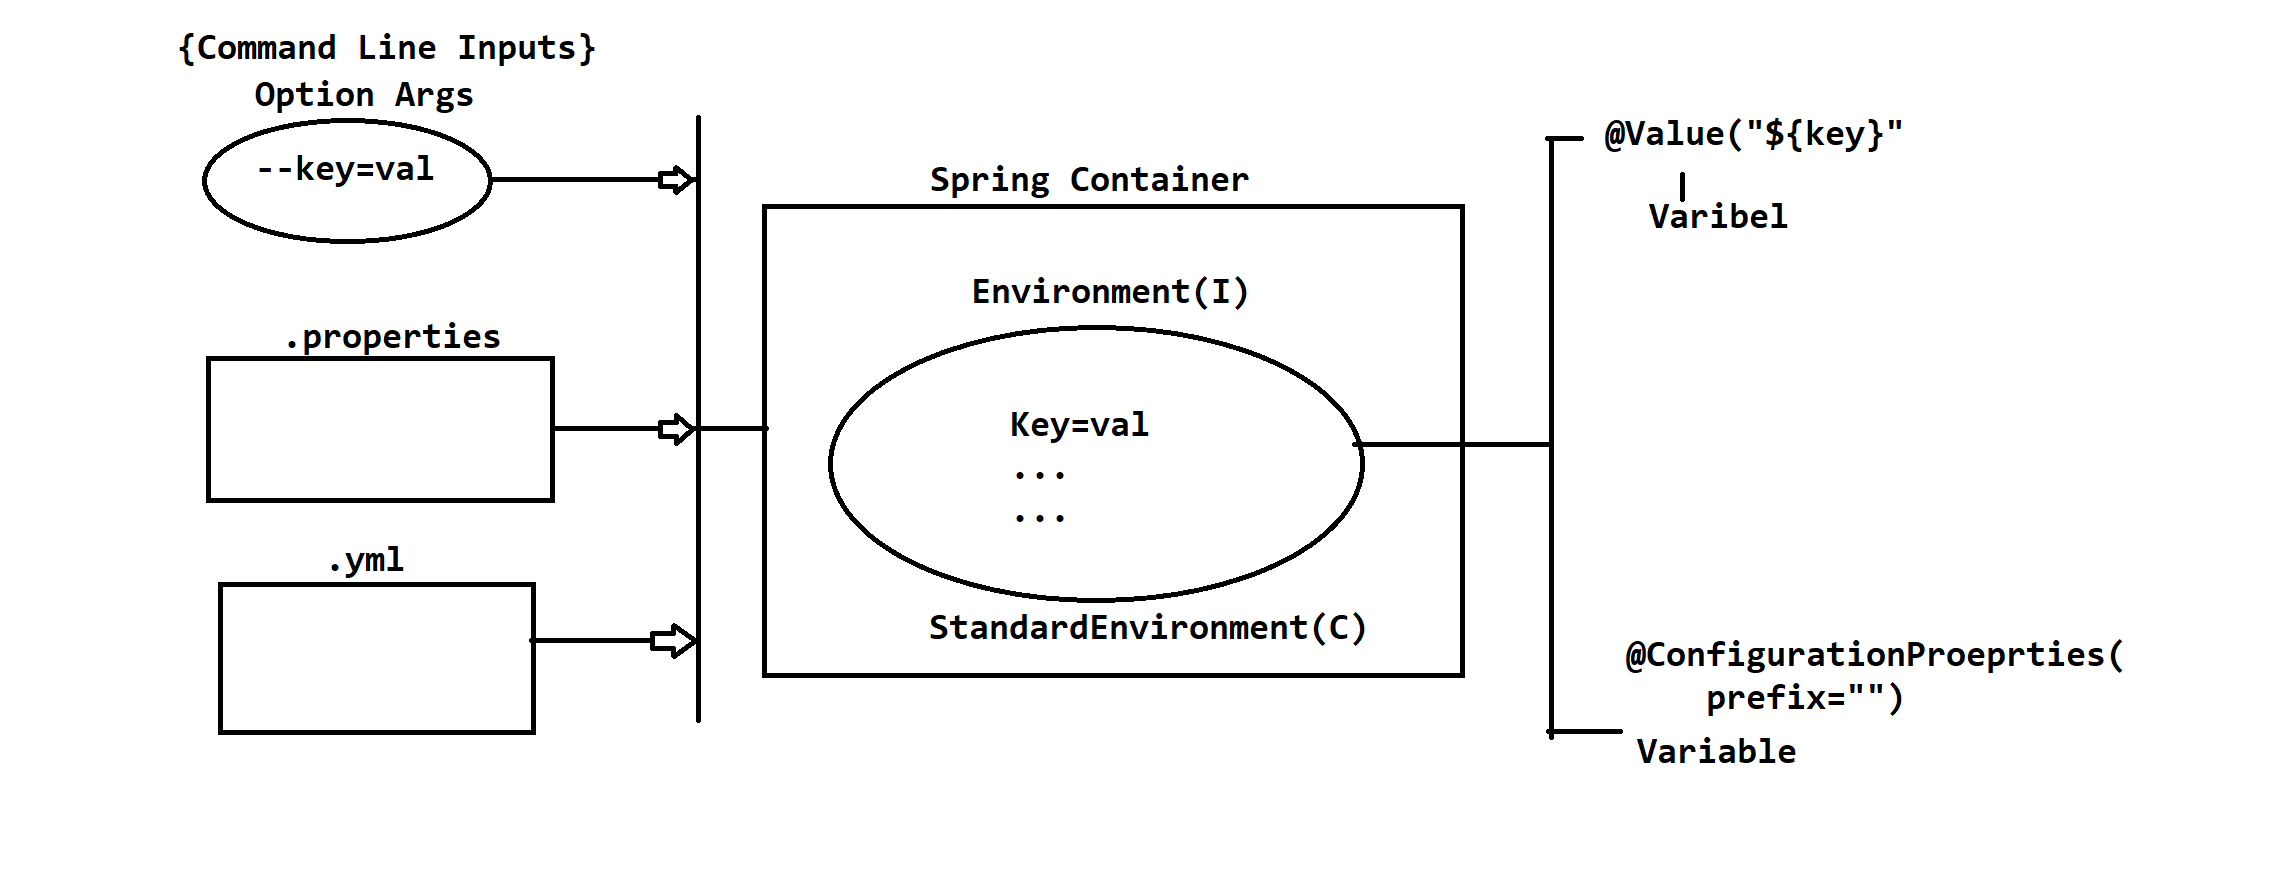 {Command Line Inputs}
Option Args
--key=val
.properties
.yml
Spring Container
Environment(I)
Key=val
...
...
StandardEnvironment(C)
@Value("${key}"
Varibel
@ConfigurationProeprties(
prefix="")
Variable